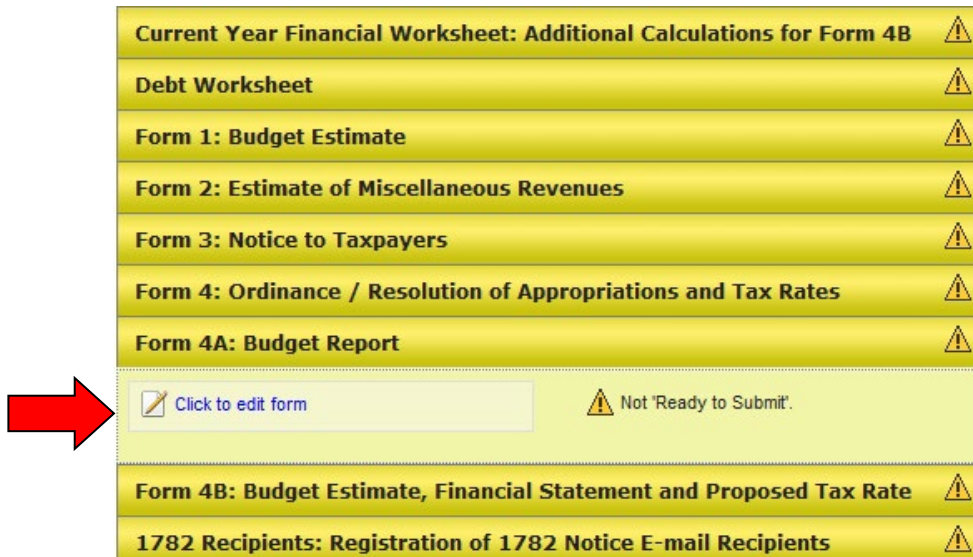 Current Year Financial Worksheet: Additional Calculations for Form 4B
Debt Worksheet
Form 1: Budget Estimate
Form 2: Estimate of Miscellaneous Revenues
Form 3: Notice to Taxpayers
Form 4: Ordinance / Resolution of Appropriations and Tax Rates
Form 4A: Budget Report
Click to edit form
Not 'Ready to Submit'.
Form 4B: Budget Estimate, Financial Statement and Proposed Tax Rate
1782 Recipients: Registration of 1782 Notice E-mail Recipients